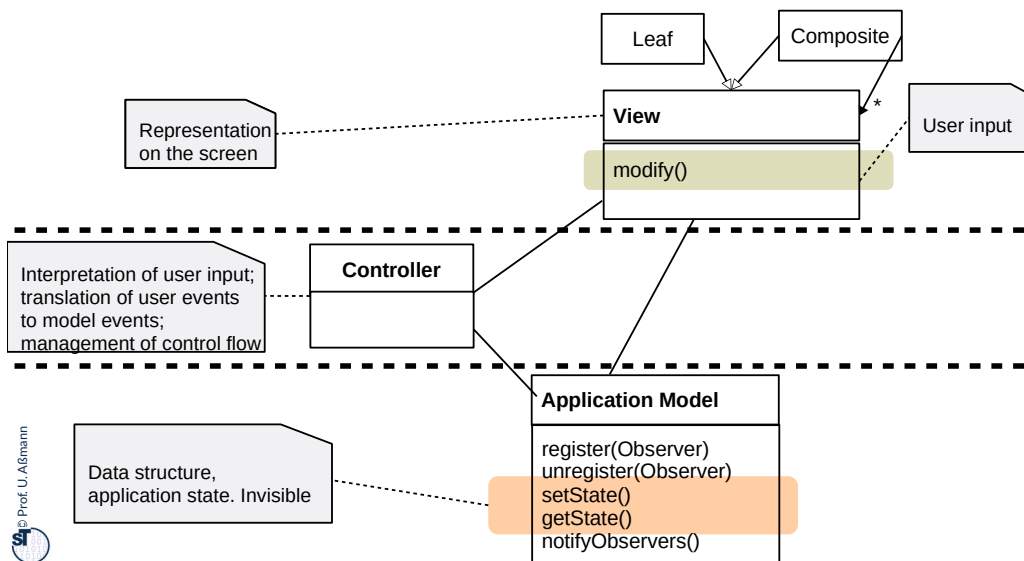 Leaf
Composite
View
*
Representation
on the screen
User input
modify()
Interpretation of user input;
translation of user events
to model events;
management of control flow
Controller
Application Model
register(Observer)
unregister(Observer)
setState()
getState()
notifyObservers()
Data structure,
application state. Invisible
© Prof. U. Aßmann
ST